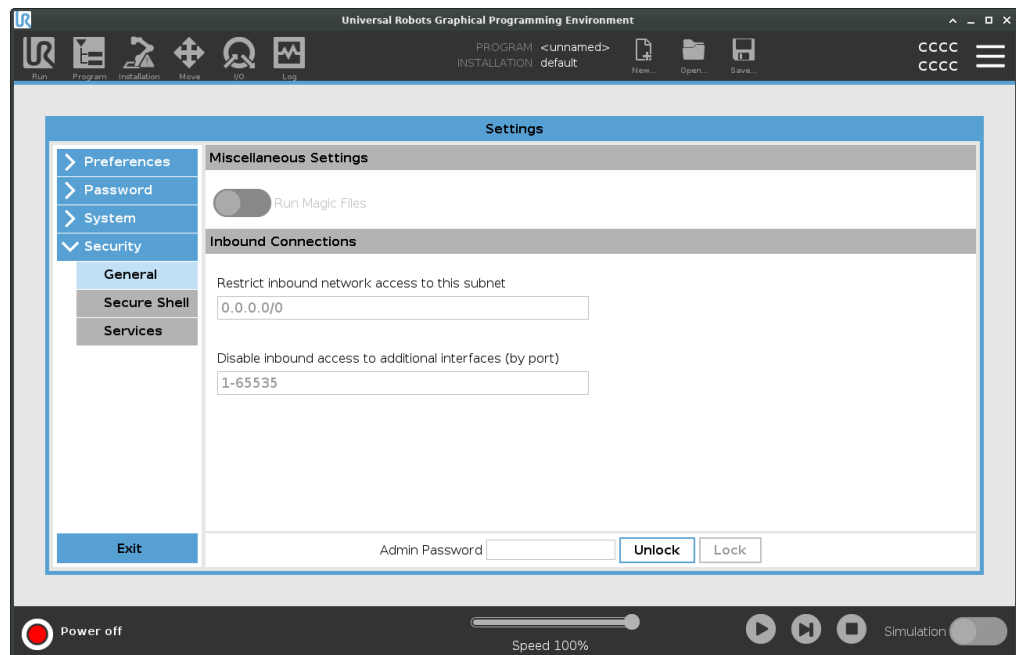 UR Universal Robots Graphical Programming Environment
UR
Run Program Installation Move I/O Log
PROGRAM <unnamed>
INSTALLATION default
New... Open... Save...
CCCC
CCCC
Settings
Preferences
Password
System
Security
General
Secure Shell
Services
Exit
Miscellaneous Settings
Run Magic Files
Inbound Connections
Restrict inbound network access to this subnet
0.0.0.0/0
Disable inbound access to additional interfaces (by port)
1-65535
Admin Password Unlock Lock
Power off
Speed 100%
Simulation